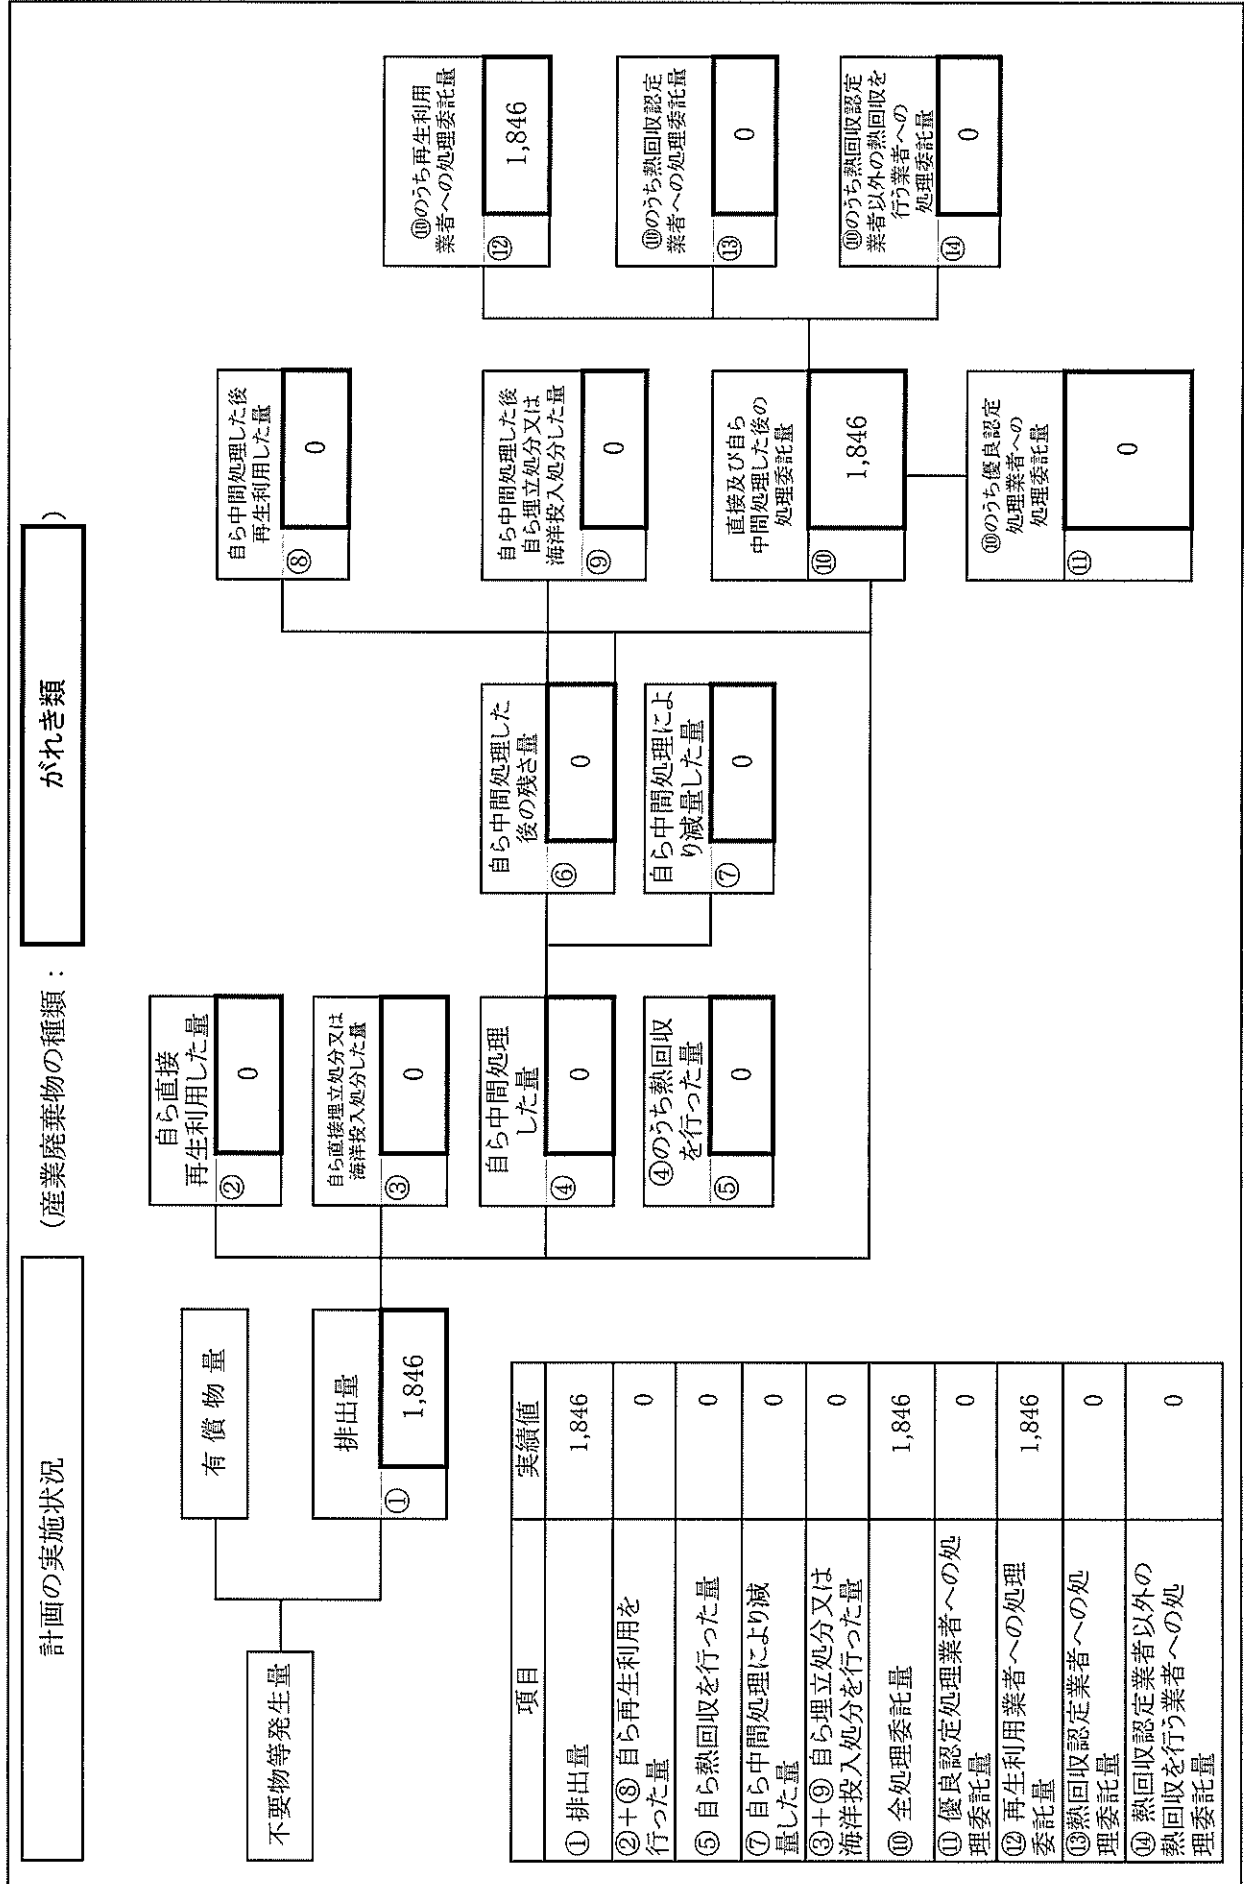 計画の実施状況
（産業廃棄物の種類：
がれき類
）
不要物等発生量
有 償 物 量
排出量
①
1,846
自ら直接
再生利用した量
②
0
自ら直接埋立処分又は
海洋投入処分した量
③
0
自ら中間処理
した量
④
0
④のうち熱回収
を行った量
⑤
0
自ら中間処理した
後の残さ量
⑥
0
自ら中間処理によ
り減量した量
⑦
0
自ら中間処理した後
再生利用した量
⑧
0
自ら中間処理した後
自ら埋立処分又は
海洋投入処分した量
⑨
0
直接及び自ら
中間処理した後の
処理委託量
⑩
1,846
⑩のうち優良認定
処理業者への
処理委託量
⑪
0
⑩のうち再生利用
業者への処理委託量
⑫
1,846
⑩のうち熱回収認定
業者への処理委託量
⑬
0
⑩のうち熱回収認定
業者以外の熱回収を
行う業者への
処理委託量
⑭
0
項目 実績値
① 排出量 1,846
②＋⑧ 自ら再生利用を
行った量 0
⑤ 自ら熱回収を行った量 0
⑦ 自ら中間処理により減
量した量 0
③＋⑨ 自ら埋立処分又は
海洋投入処分を行った量 0
⑩ 全処理委託量 1,846
⑪ 優良認定処理業者への処
理委託量 0
⑫ 再生利用業者への処理
委託量 1,846
⑬熱回収認定業者への処
理委託量 0
⑭ 熱回収認定業者以外の
熱回収を行う業者への処
理委託量 0